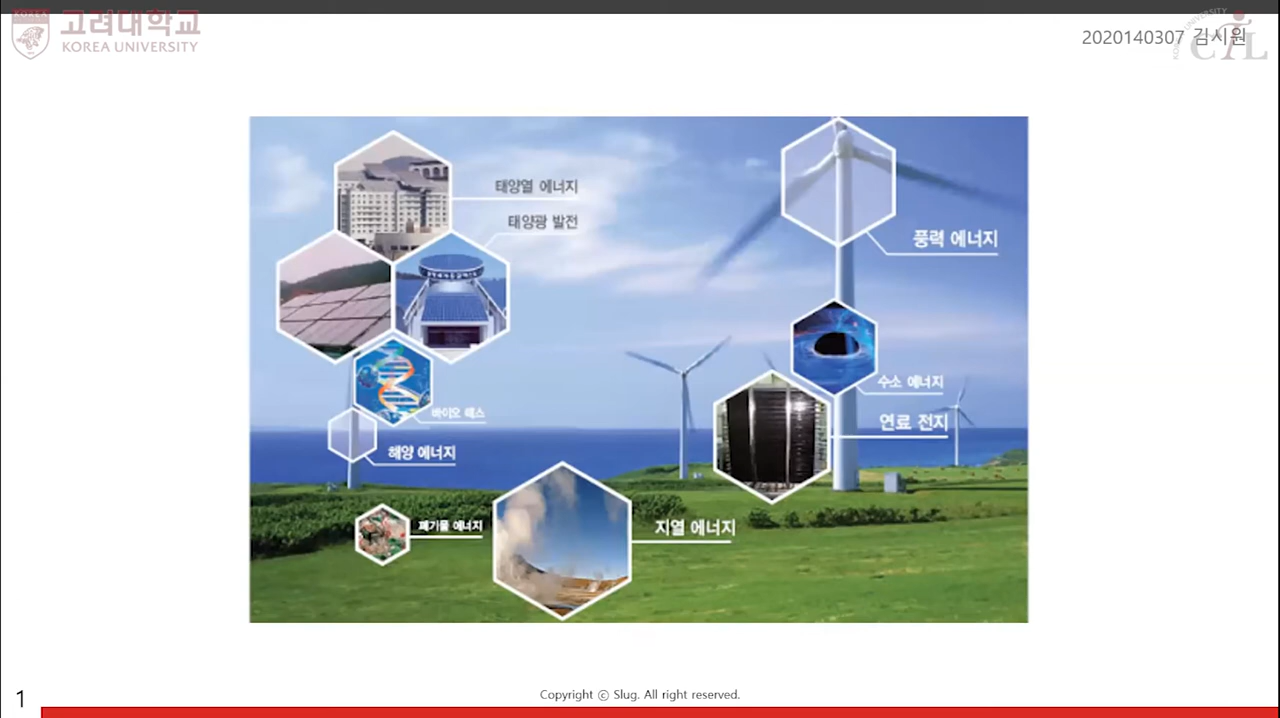 KOREA
고려대학교
KOREA UNIVERSITY
2020140307 김시원
CTL
태양열 에너지
태양광 발전
풍력 에너지
수소 에너지
바이오 매스
연료 전지
해양 에너지
폐기물 에너지
지열 에너지
1
Copyright ⓒ Slug. All right reserved.